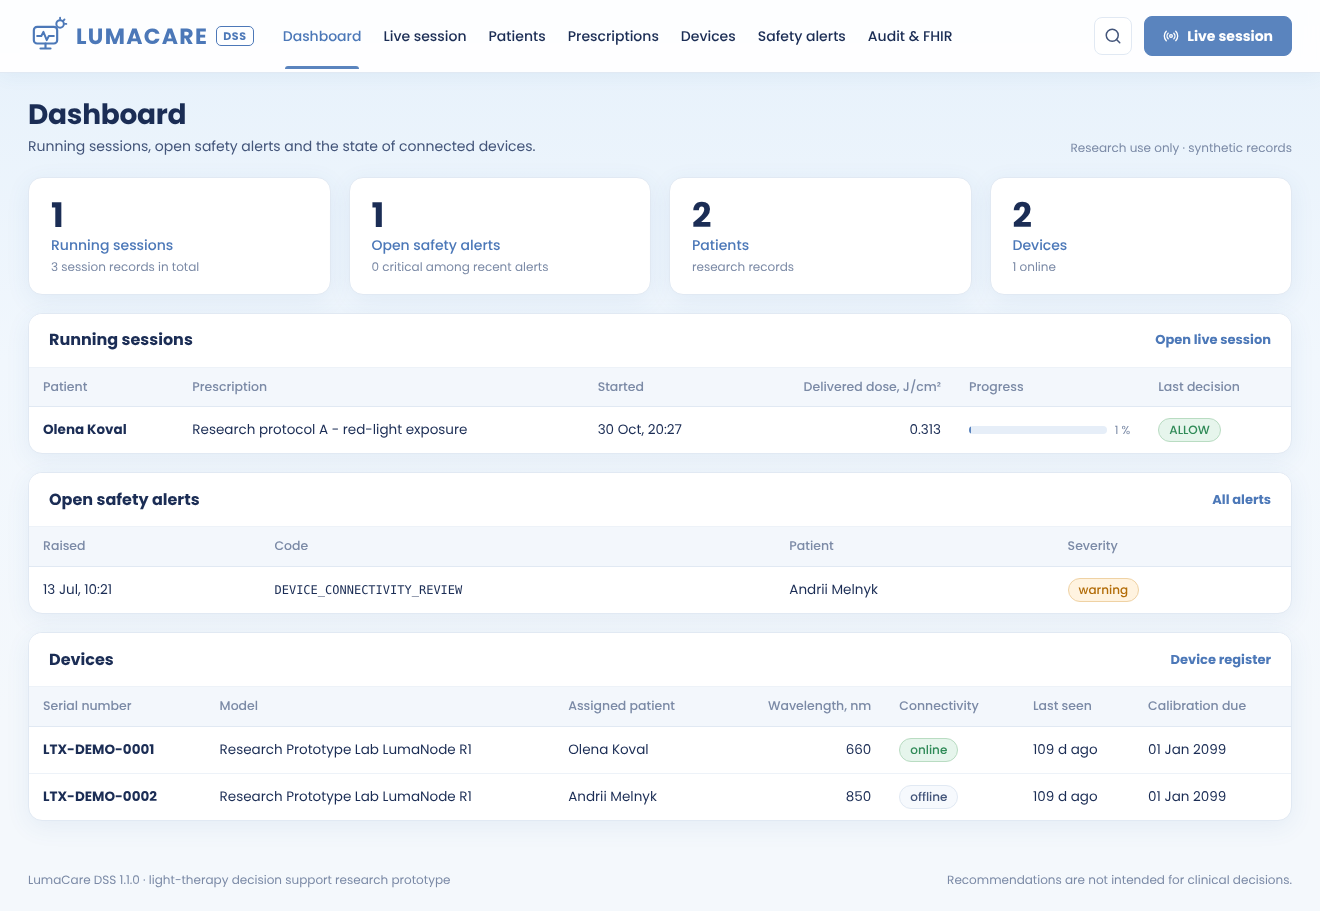 LUMACARE DSS Dashboard Live session Patients Prescriptions Devices Safety alerts Audit & FHIR Live session
Dashboard
Running sessions, open safety alerts and the state of connected devices.
Research use only · synthetic records
1
Running sessions
3 session records in total
1
Open safety alerts
0 critical among recent alerts
2
Patients
research records
2
Devices
1 online
Running sessions Open live session
Patient Prescription Started Delivered dose, J/cm² Progress Last decision
Olena Koval Research protocol A - red-light exposure 30 Oct, 20:27 0.313 1 % ALLOW
Open safety alerts All alerts
Raised Code Patient Severity
13 Jul, 10:21 DEVICE_CONNECTIVITY_REVIEW Andrii Melnyk warning
Devices Device register
Serial number Model Assigned patient Wavelength, nm Connectivity Last seen Calibration due
LTX-DEMO-0001 Research Prototype Lab LumaNode R1 Olena Koval 660 online 109 d ago 01 Jan 2099
LTX-DEMO-0002 Research Prototype Lab LumaNode R1 Andrii Melnyk 850 offline 109 d ago 01 Jan 2099
LumaCare DSS 1.1.0 · light-therapy decision support research prototype
Recommendations are not intended for clinical decisions.